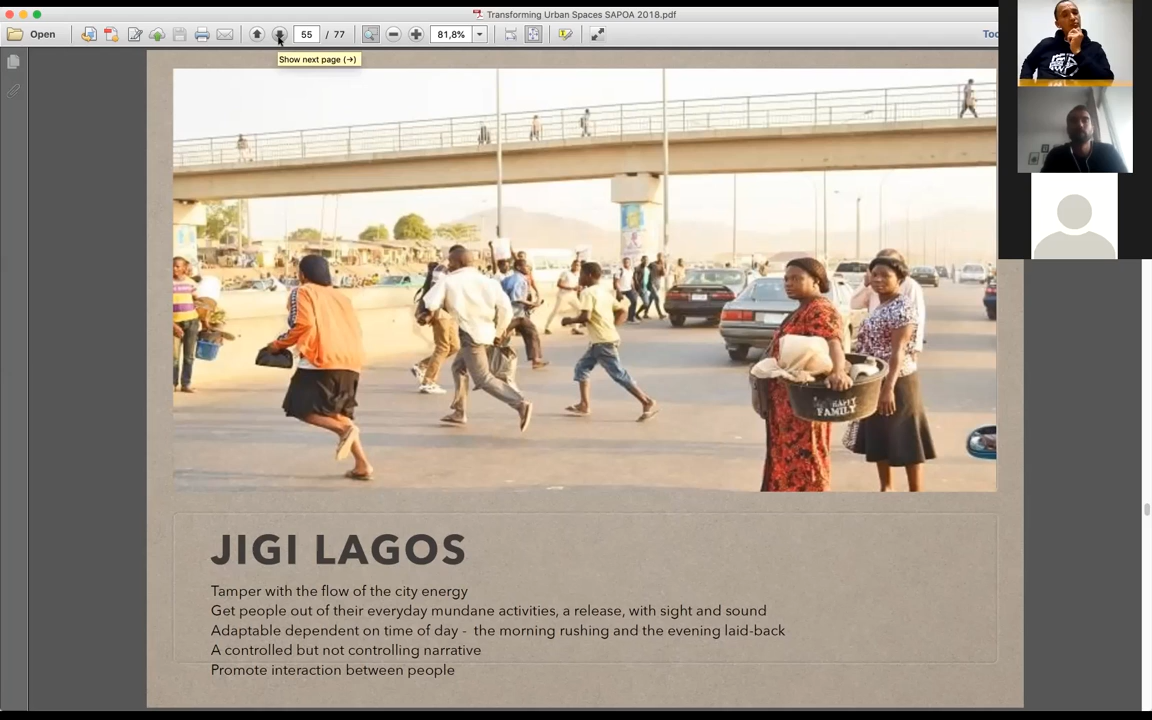 Transforming Urban Spaces SAPOA 2018.pdf
Open 55 / 77 81,8%
Show next page (→)
HAPPY
FAMILY
JIGI LAGOS
Tamper with the flow of the city energy
Get people out of their everyday mundane activities, a release, with sight and sound
Adaptable dependent on time of day - the morning rushing and the evening laid-back
A controlled but not controlling narrative
Promote interaction between people